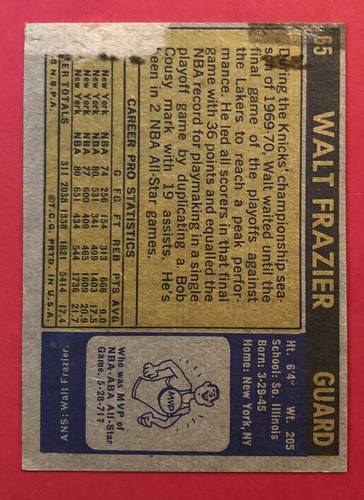 65 WALT FRAZIER GUARD
During the Knicks' championship sea-
son of 1969-70, Walt waited until the
final game of the playoffs against
the Lakers to reach a peak perfor-
mance. He led all scorers in that final
game with 36 points and equalled the
NBA record for playmaking in a single
playoff game by duplicating a Bob
Cousy mark with 19 assists. He's
been in 2 NBA All-Star games.
CAREER PRO STATISTICS
G FG FT REB PTS AVG
New York NBA 74 256 154 313 666 9.0
New York NBA 80 531 34 499 1403 17.5
New York NBA 77 600 409 465 1609 20.9
New York NBA 80 651 434 544 1736 21.7
TOTALS 311 2038 1338 1821 5414 17.4
N.B.P.A. ©T.C.G. PRTD. IN U.S.A.
Ht. 6'4" Wt. 205
School: So. Illinois
Born: 3-29-45
Home: New York, NY
MVP
Who was MVP of
NBA-ABA All-Star
Game, 5-28-71?
ANS: Walt Frazier.